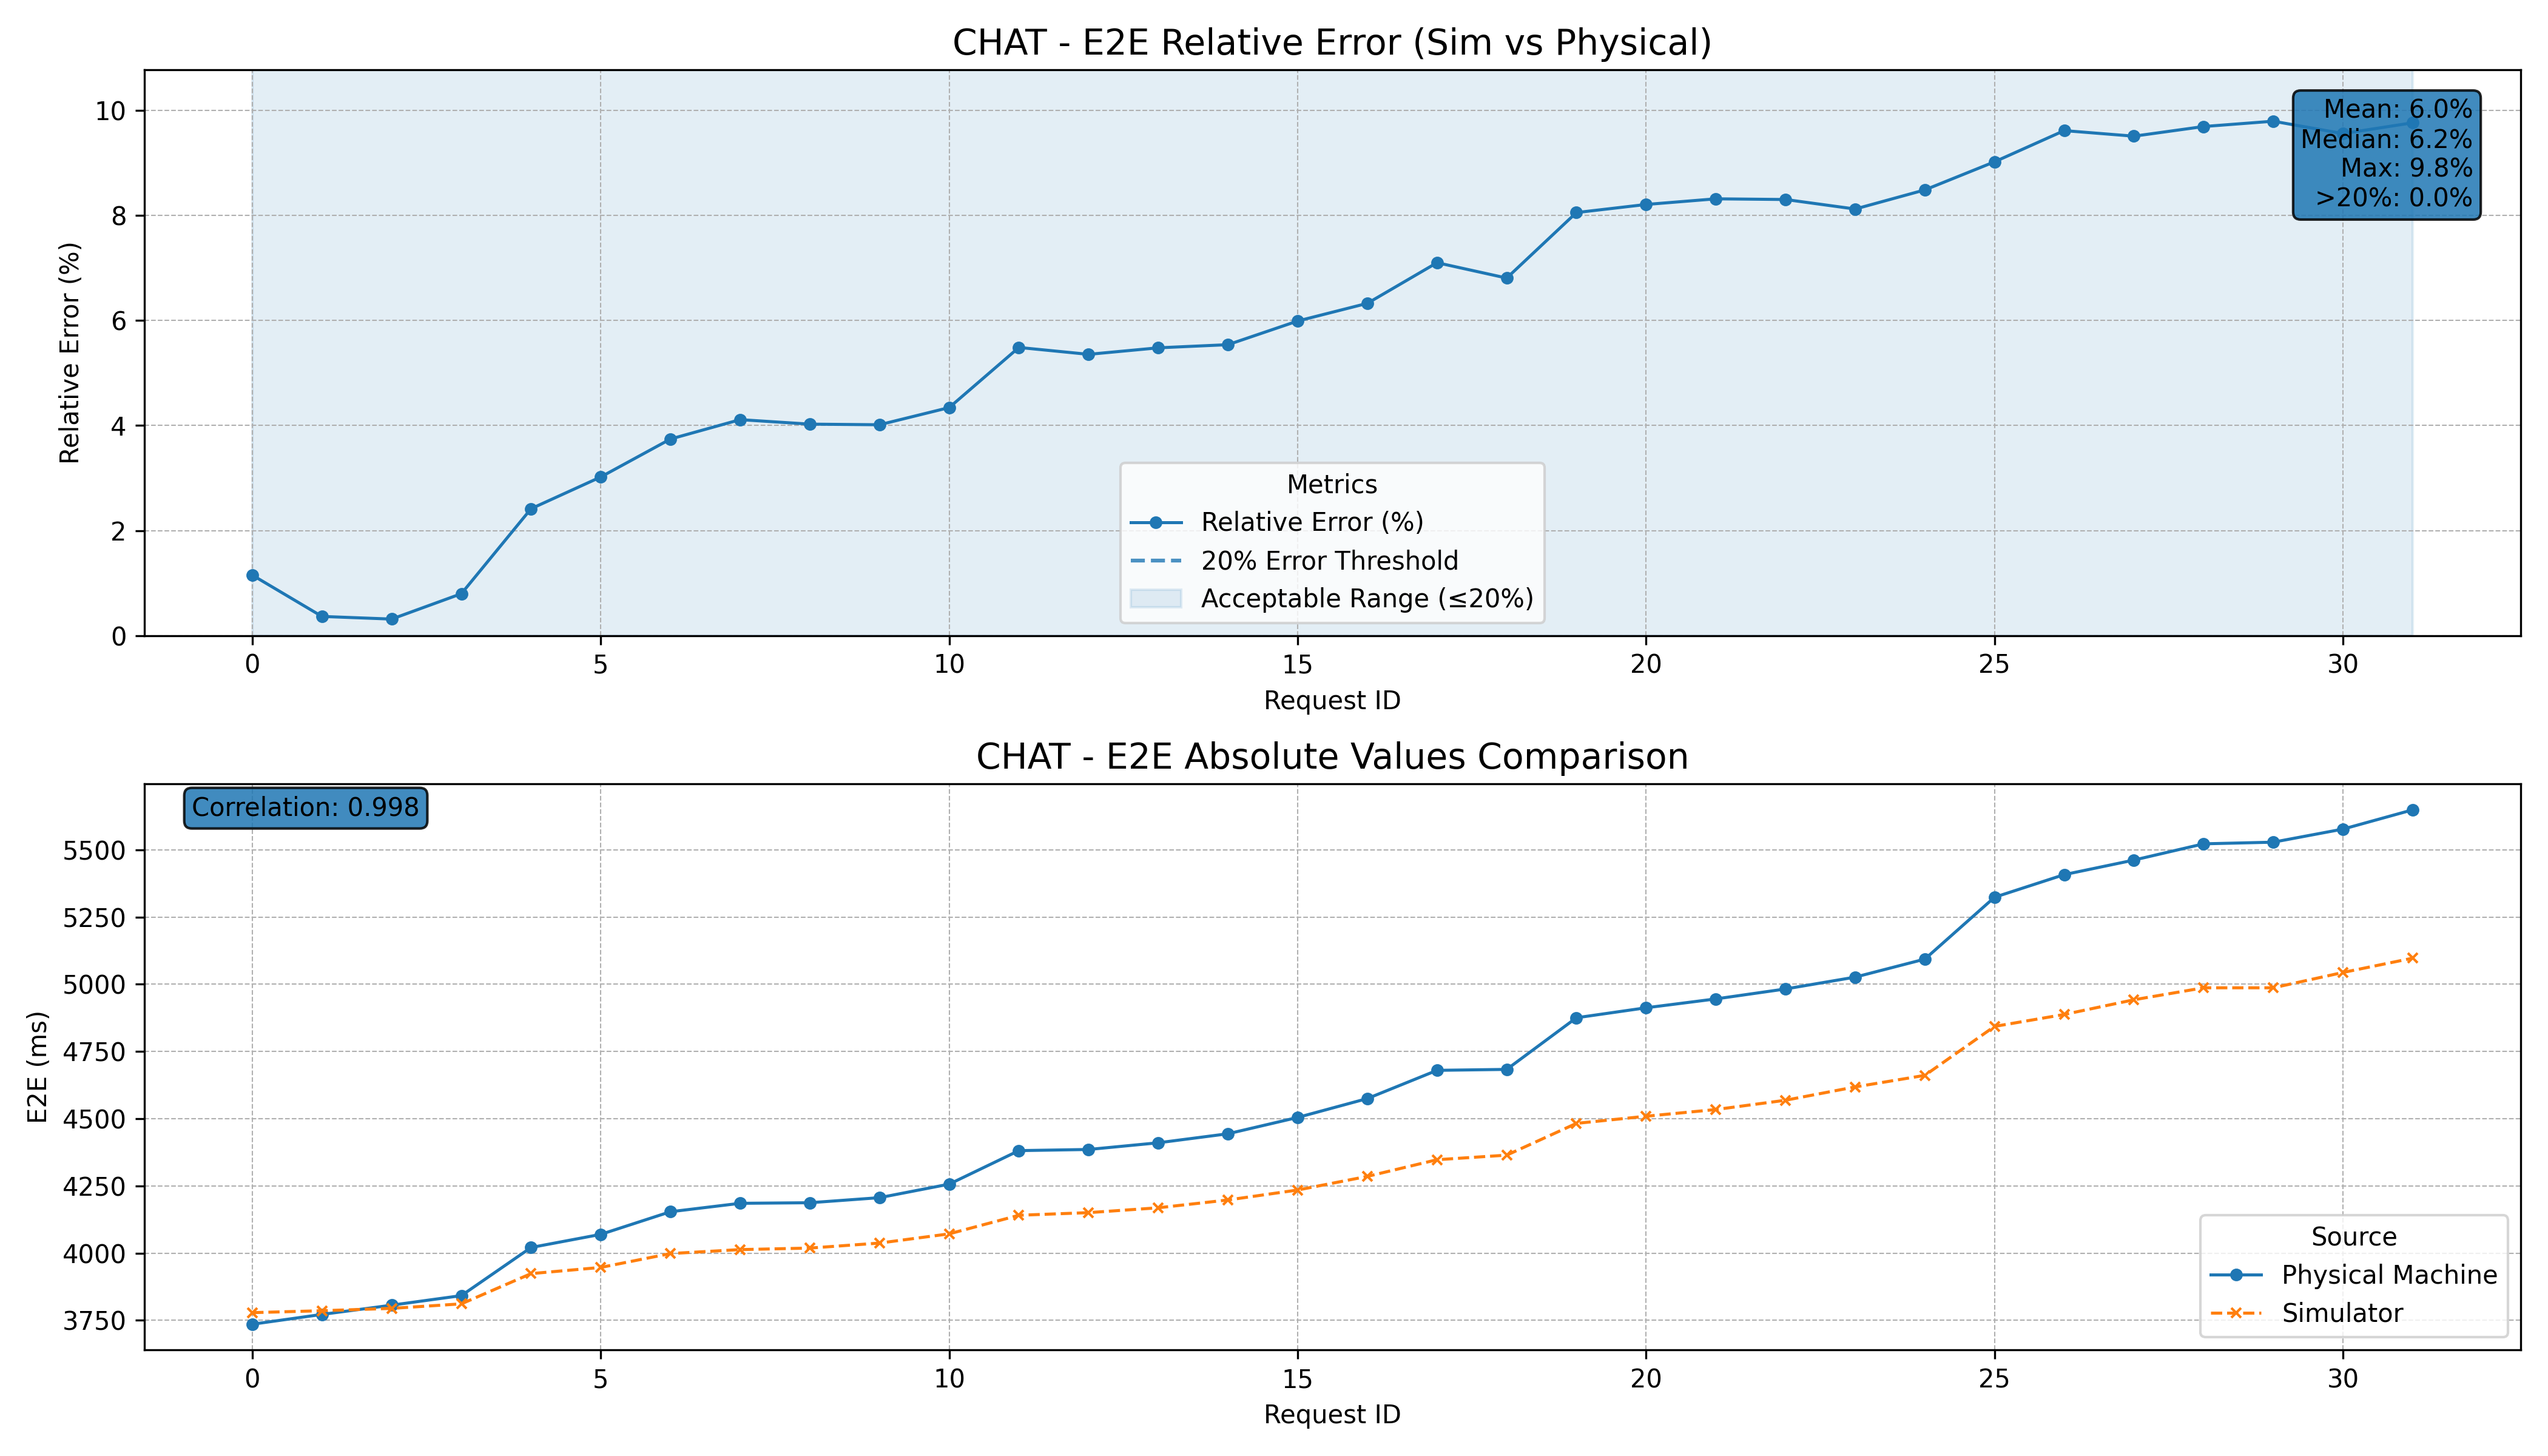 CHAT - E2E Relative Error (Sim vs Physical)
Relative Error (%)
10
8
6
4
2
0
Mean: 6.0%
Median: 6.2%
Max: 9.8%
>20%: 0.0%
Metrics
Relative Error (%)
20% Error Threshold
Acceptable Range (≤20%)
0 5 10 15 20 25 30
Request ID
CHAT - E2E Absolute Values Comparison
Correlation: 0.998
E2E (ms)
5500
5250
5000
4750
4500
4250
4000
3750
Source
Physical Machine
Simulator
0 5 10 15 20 25 30
Request ID